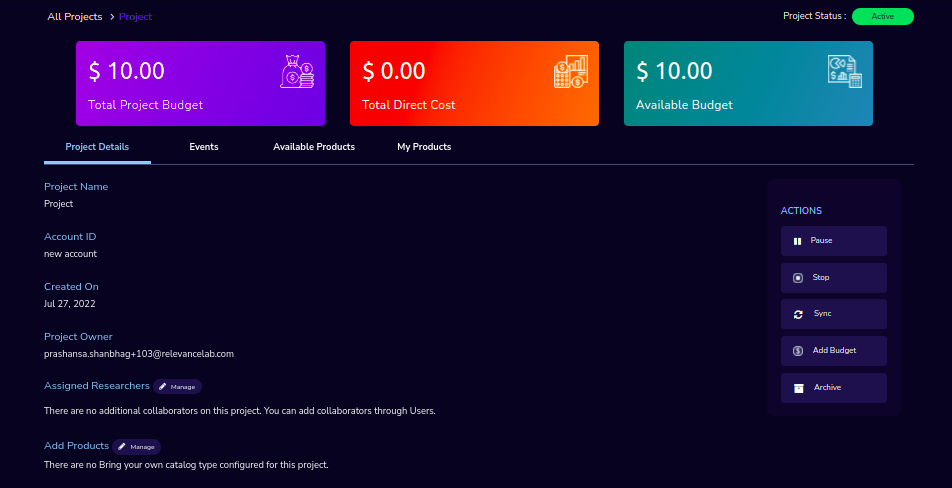 All Projects > Project
Project Status : Active
$ 10.00
Total Project Budget
$ 0.00
Total Direct Cost
$ 10.00
Available Budget
Project Details Events Available Products My Products
Project Name
Project
Account ID
new account
Created On
Jul 27, 2022
Project Owner
prashansa.shanbhag+103@relevancelab.com
Assigned Researchers Manage
There are no additional collaborators on this project. You can add collaborators through Users.
Add Products Manage
There are no Bring your own catalog type configured for this project.
ACTIONS
Pause
Stop
Sync
Add Budget
Archive